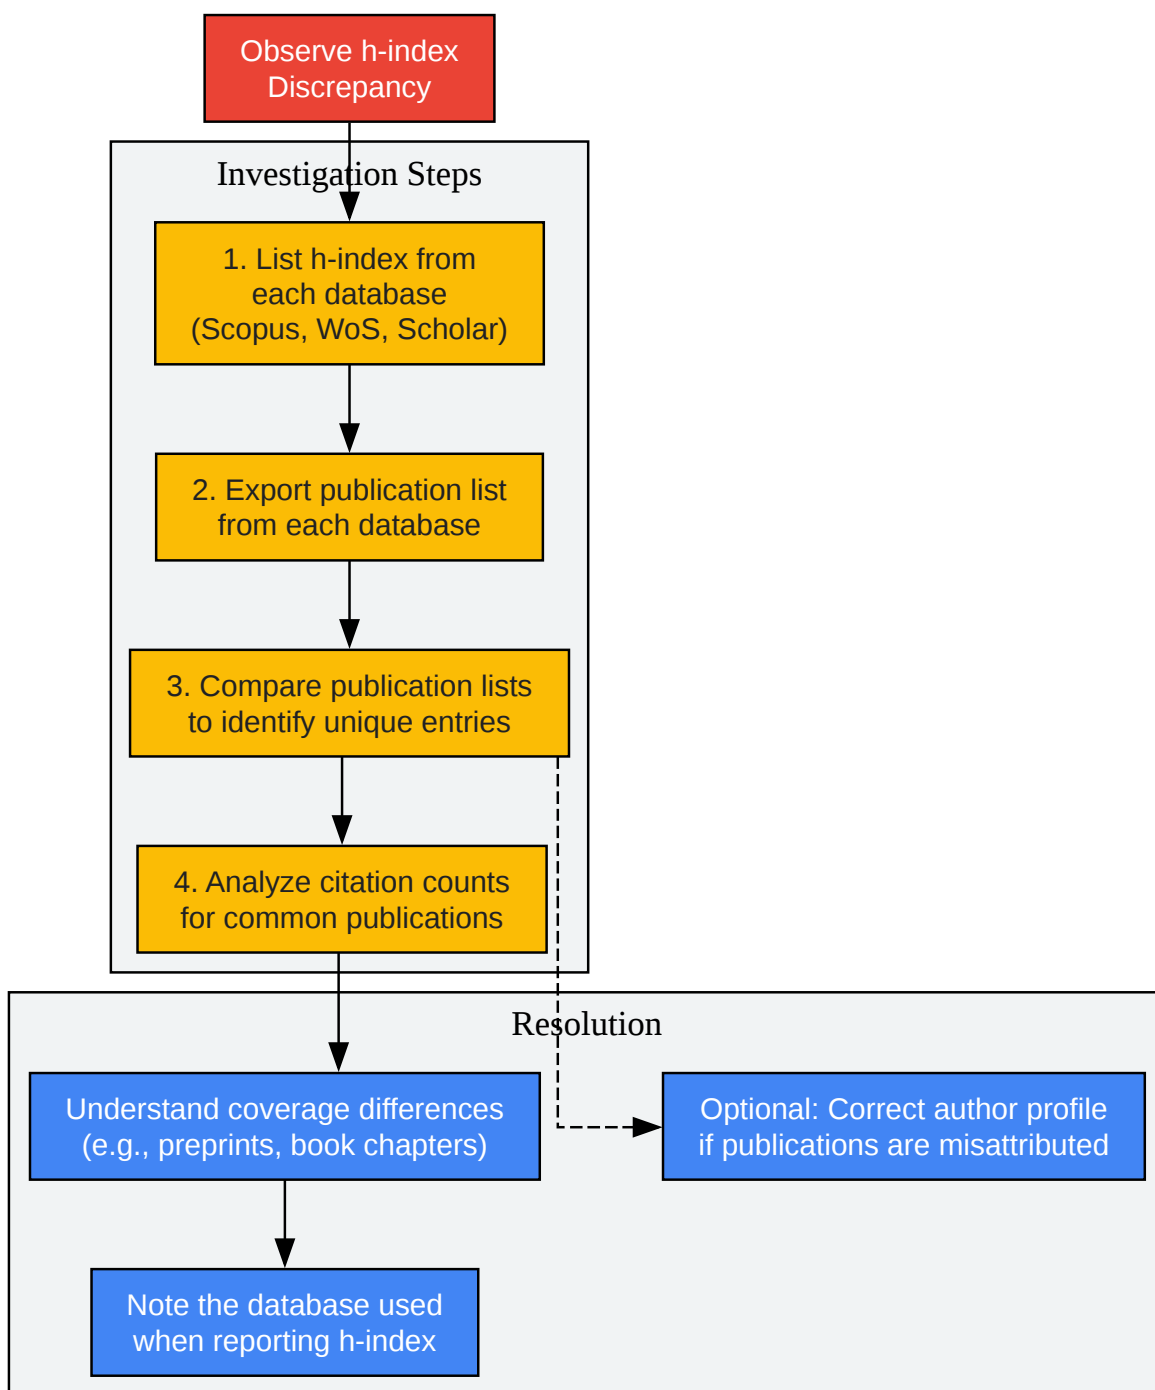 Observe h-index
Discrepancy
Investigation Steps
1. List h-index from
each database
(Scopus, WoS, Scholar)
2. Export publication list
from each database
3. Compare publication lists
to identify unique entries
4. Analyze citation counts
for common publications
Resolution
Understand coverage differences
(e.g., preprints, book chapters)
Optional: Correct author profile
if publications are misattributed
Note the database used
when reporting h-index